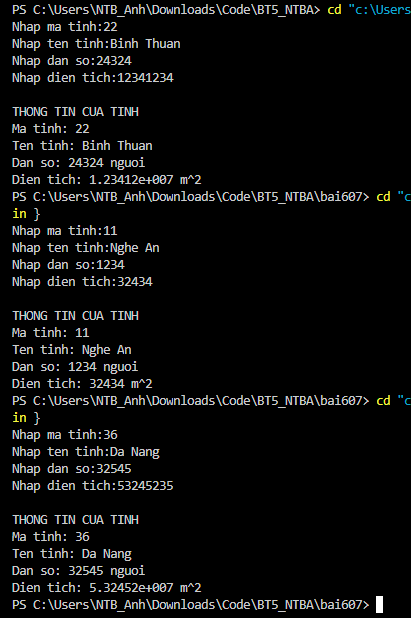 PS C:\Users\NTB_Anh\Downloads\Code\BT5_NTBA> cd "c:\Users
Nhap ma tinh:22
Nhap ten tinh:Binh Thuan
Nhap dan so:24324
Nhap dien tich:12341234
THONG TIN CUA TINH
Ma tinh: 22
Ten tinh: Binh Thuan
Dan so: 24324 nguoi
Dien tich: 1.23412e+007 m^2
PS C:\Users\NTB_Anh\Downloads\Code\BT5_NTBA\bai607> cd "c
in }
Nhap ma tinh:11
Nhap ten tinh:Nghe An
Nhap dan so:1234
Nhap dien tich:32434
THONG TIN CUA TINH
Ma tinh: 11
Ten tinh: Nghe An
Dan so: 1234 nguoi
Dien tich: 32434 m^2
PS C:\Users\NTB_Anh\Downloads\Code\BT5_NTBA\bai607> cd "c
in }
Nhap ma tinh:36
Nhap ten tinh:Da Nang
Nhap dan so:32545
Nhap dien tich:53245235
THONG TIN CUA TINH
Ma tinh: 36
Ten tinh: Da Nang
Dan so: 32545 nguoi
Dien tich: 5.32452e+007 m^2
PS C:\Users\NTB_Anh\Downloads\Code\BT5_NTBA\bai607>